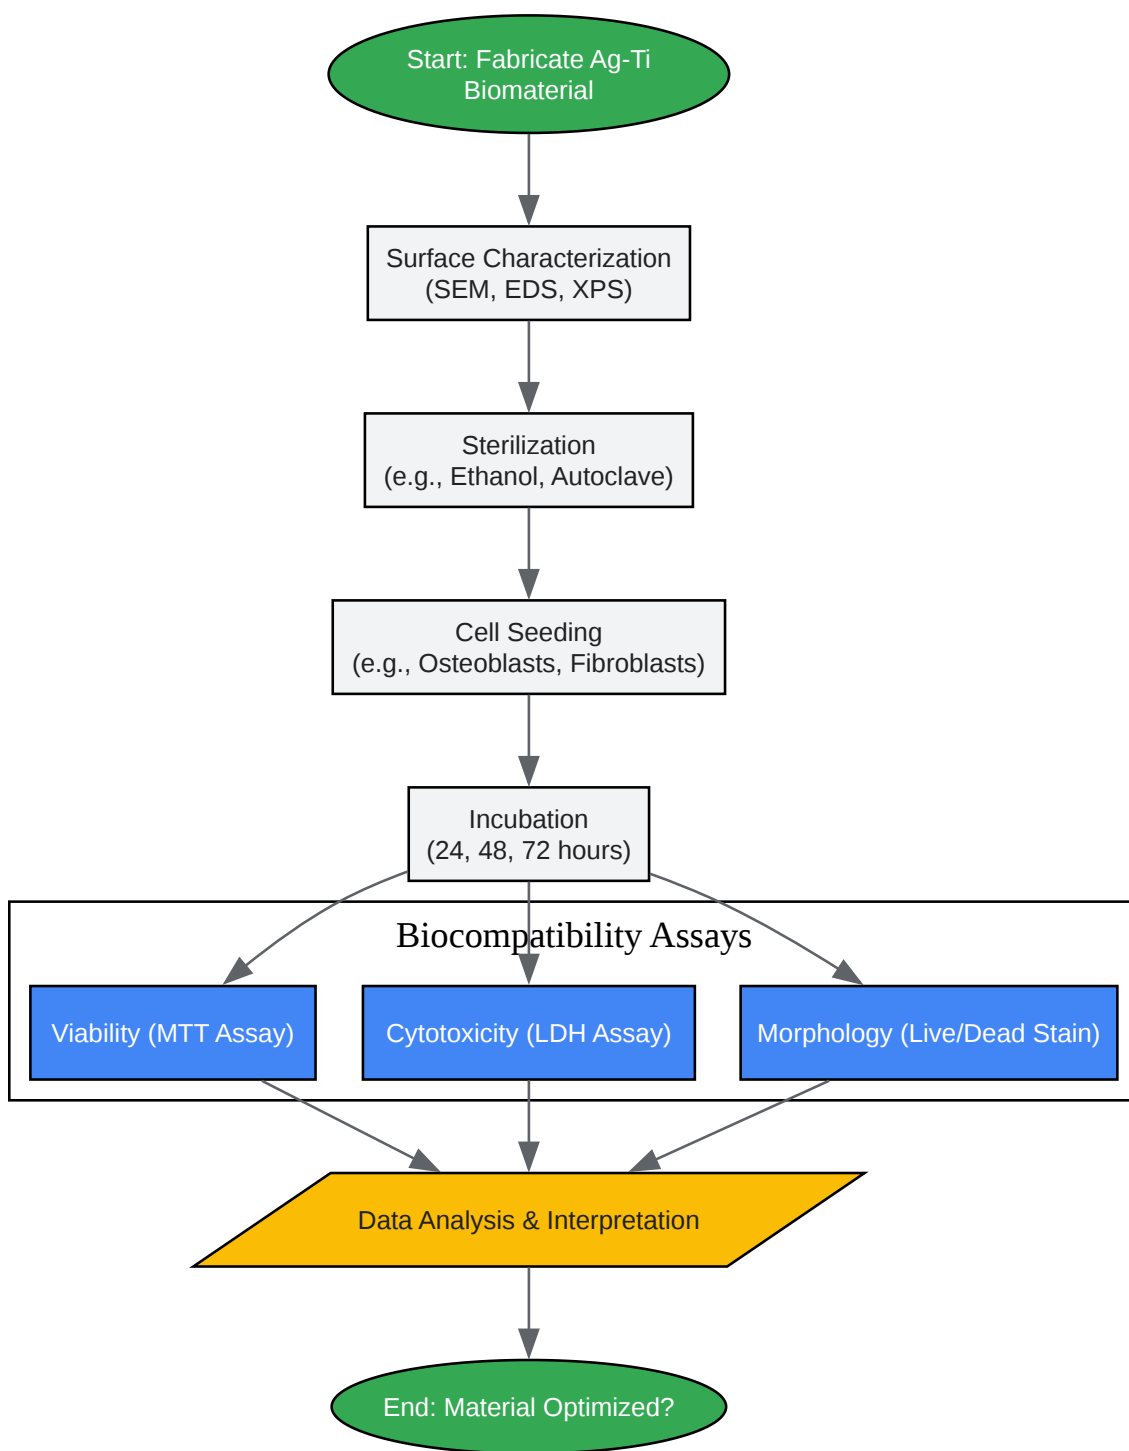 Start: Fabricate Ag-Ti
Biomaterial
Surface Characterization
(SEM, EDS, XPS)
Sterilization
(e.g., Ethanol, Autoclave)
Cell Seeding
(e.g., Osteoblasts, Fibroblasts)
Incubation
(24, 48, 72 hours)
Biocompatibility Assays
Viability (MTT Assay)
Cytotoxicity (LDH Assay)
Morphology (Live/Dead Stain)
Data Analysis & Interpretation
End: Material Optimized?